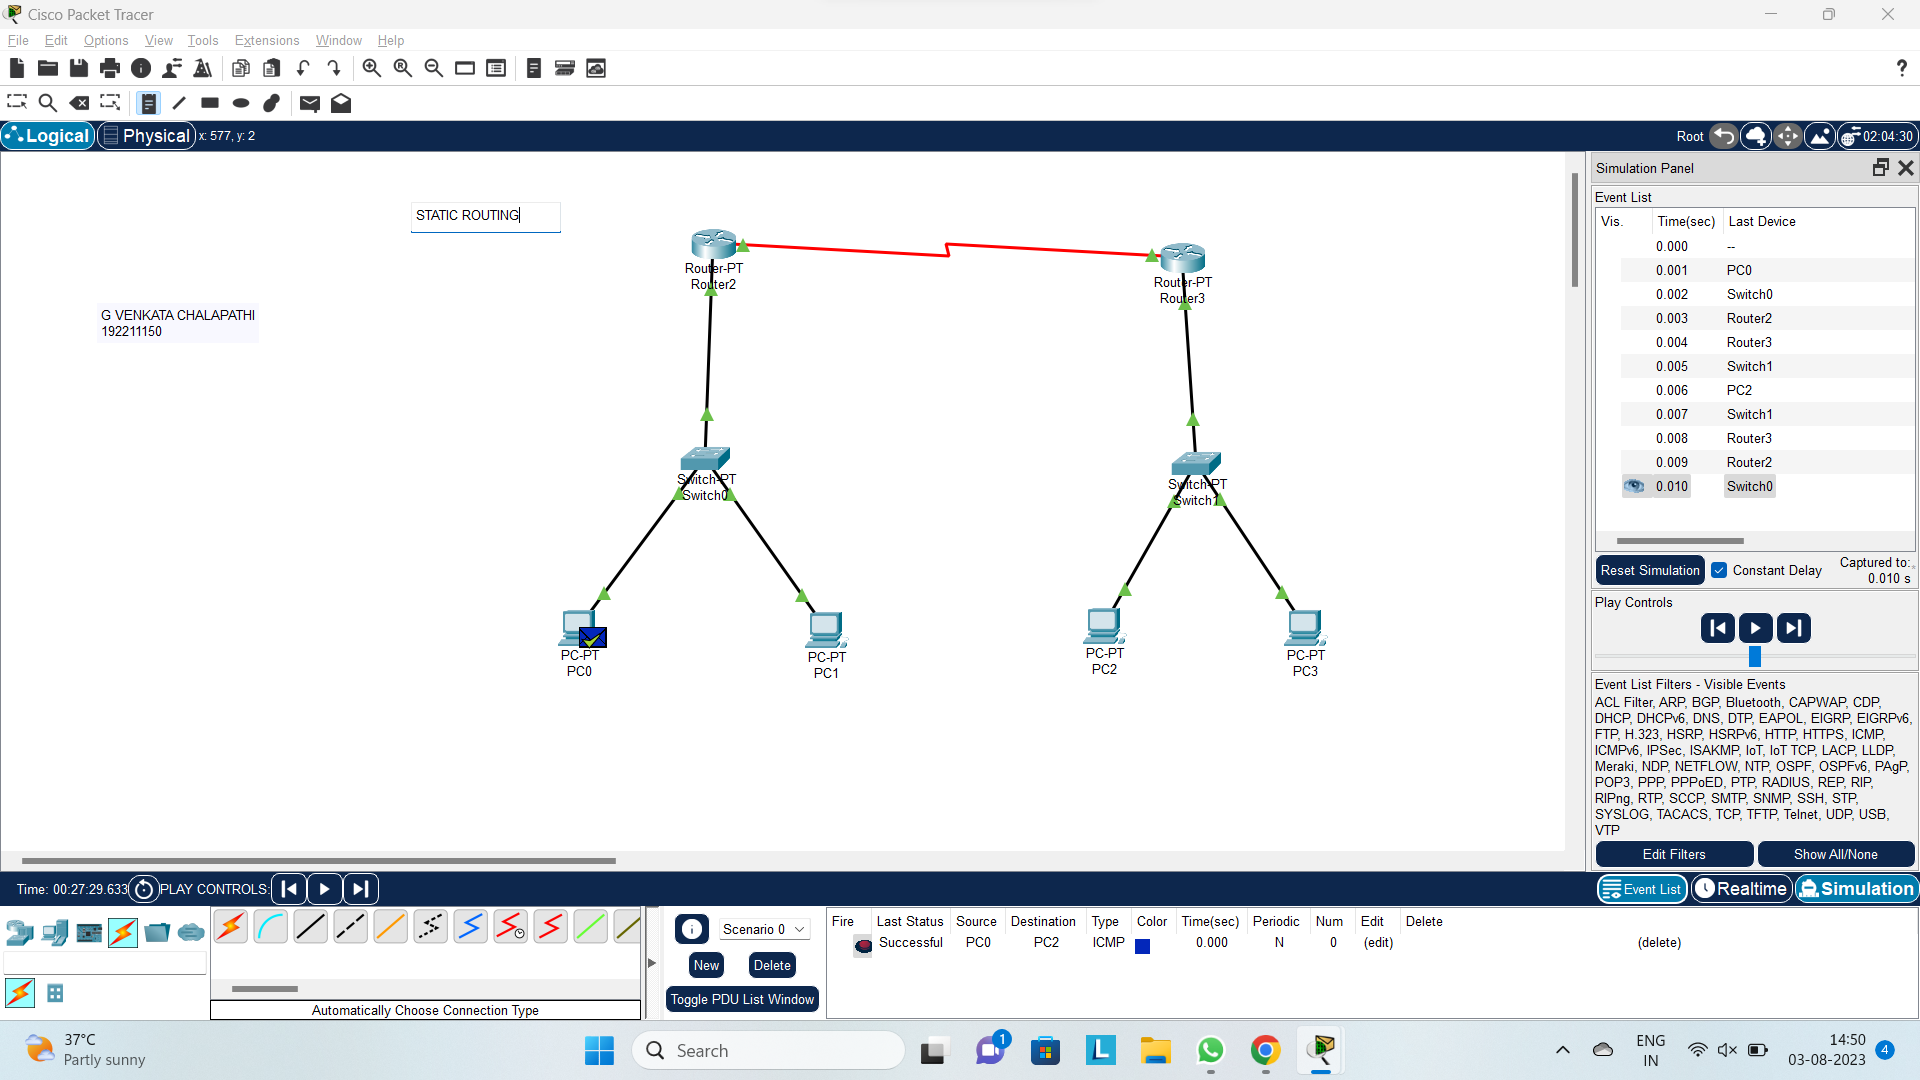 Cisco Packet Tracer
File Edit Options View Tools Extensions Window Help
Logical Physical x: 577, y: 2 Root 02:04:30
STATIC ROUTING
G VENKATA CHALAPATHI
192211150
Router-PT
Router2
Router-PT
Router3
Switch-PT
Switch0
Switch-PT
Switch1
PC-PT
PC0
PC-PT
PC1
PC-PT
PC2
PC-PT
PC3
Simulation Panel
Event List
Vis. Time(sec) Last Device
0.000 --
0.001 PC0
0.002 Switch0
0.003 Router2
0.004 Router3
0.005 Switch1
0.006 PC2
0.007 Switch1
0.008 Router3
0.009 Router2
0.010 Switch0
Reset Simulation Constant Delay Captured to:
0.010 s
Play Controls
Event List Filters - Visible Events
ACL Filter, ARP, BGP, Bluetooth, CAPWAP, CDP,
DHCP, DHCPv6, DNS, DTP, EAPOL, EIGRP, EIGRPv6,
FTP, H.323, HSRP, HSRPv6, HTTP, HTTPS, ICMP,
ICMPv6, IPSec, ISAKMP, IoT, IoT TCP, LACP, LLDP,
Meraki, NDP, NETFLOW, NTP, OSPF, OSPFv6, PAgP,
POP3, PPP, PPPoED, PTP, RADIUS, REP, RIP,
RIPng, RTP, SCCP, SMTP, SNMP, SSH, STP,
SYSLOG, TACACS, TCP, TFTP, Telnet, UDP, USB,
VTP
Edit Filters Show All/None
Time: 00:27:29.633 PLAY CONTROLS: Event List Realtime Simulation
Scenario 0
New Delete
Toggle PDU List Window
Fire Last Status Source Destination Type Color Time(sec) Periodic Num Edit Delete
Successful PC0 PC2 ICMP 0.000 N 0 (edit) (delete)
Automatically Choose Connection Type
37°C
Partly sunny
Search
1
L
ENG
IN
14:50
03-08-2023
4